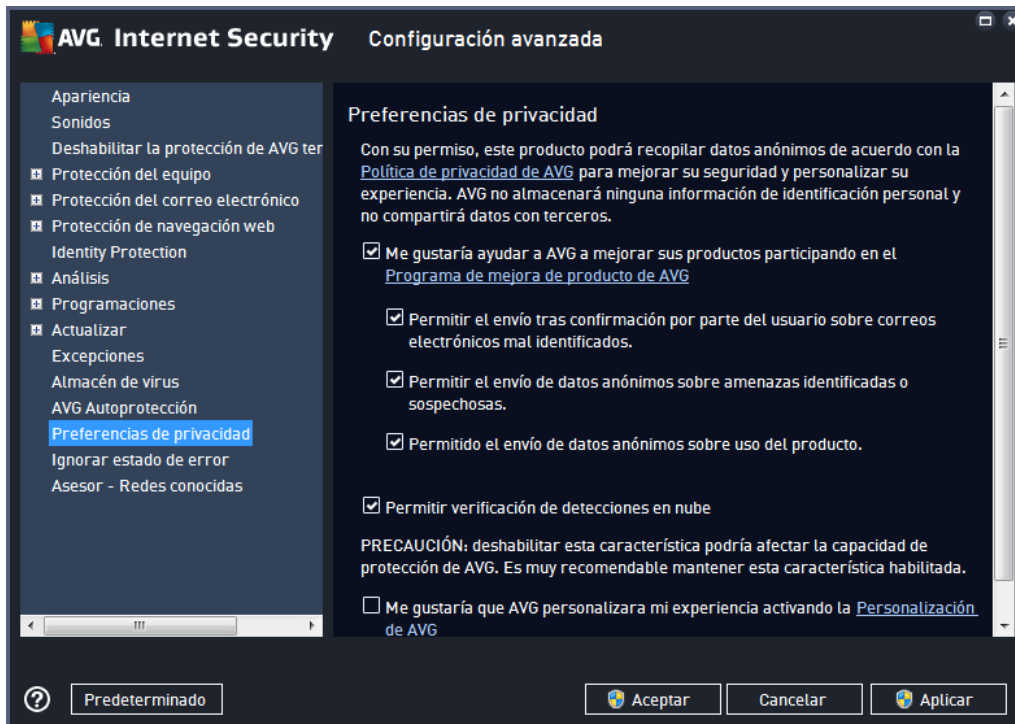 AVG Internet Security Configuración avanzada
Apariencia
Sonidos
Deshabilitar la protección de AVG ter
Protección del equipo
Protección del correo electrónico
Protección de navegación web
Identity Protection
Análisis
Programaciones
Actualizar
Excepciones
Almacén de virus
AVG Autoprotección
Preferencias de privacidad
Ignorar estado de error
Asesor - Redes conocidas
Preferencias de privacidad
Con su permiso, este producto podrá recopilar datos anónimos de acuerdo con la
Política de privacidad de AVG para mejorar su seguridad y personalizar su
experiencia. AVG no almacenará ninguna información de identificación personal y
no compartirá datos con terceros.
Me gustaría ayudar a AVG a mejorar sus productos participando en el
Programa de mejora de producto de AVG
Permitir el envío tras confirmación por parte del usuario sobre correos
electrónicos mal identificados.
Permitir el envío de datos anónimos sobre amenazas identificadas o
sospechosas.
Permitido el envío de datos anónimos sobre uso del producto.
Permitir verificación de detecciones en nube
PRECAUCIÓN: deshabilitar esta característica podría afectar la capacidad de
protección de AVG. Es muy recomendable mantener esta característica habilitada.
Me gustaría que AVG personalizara mi experiencia activando la Personalización
de AVG
? Predeterminado Aceptar Cancelar Aplicar